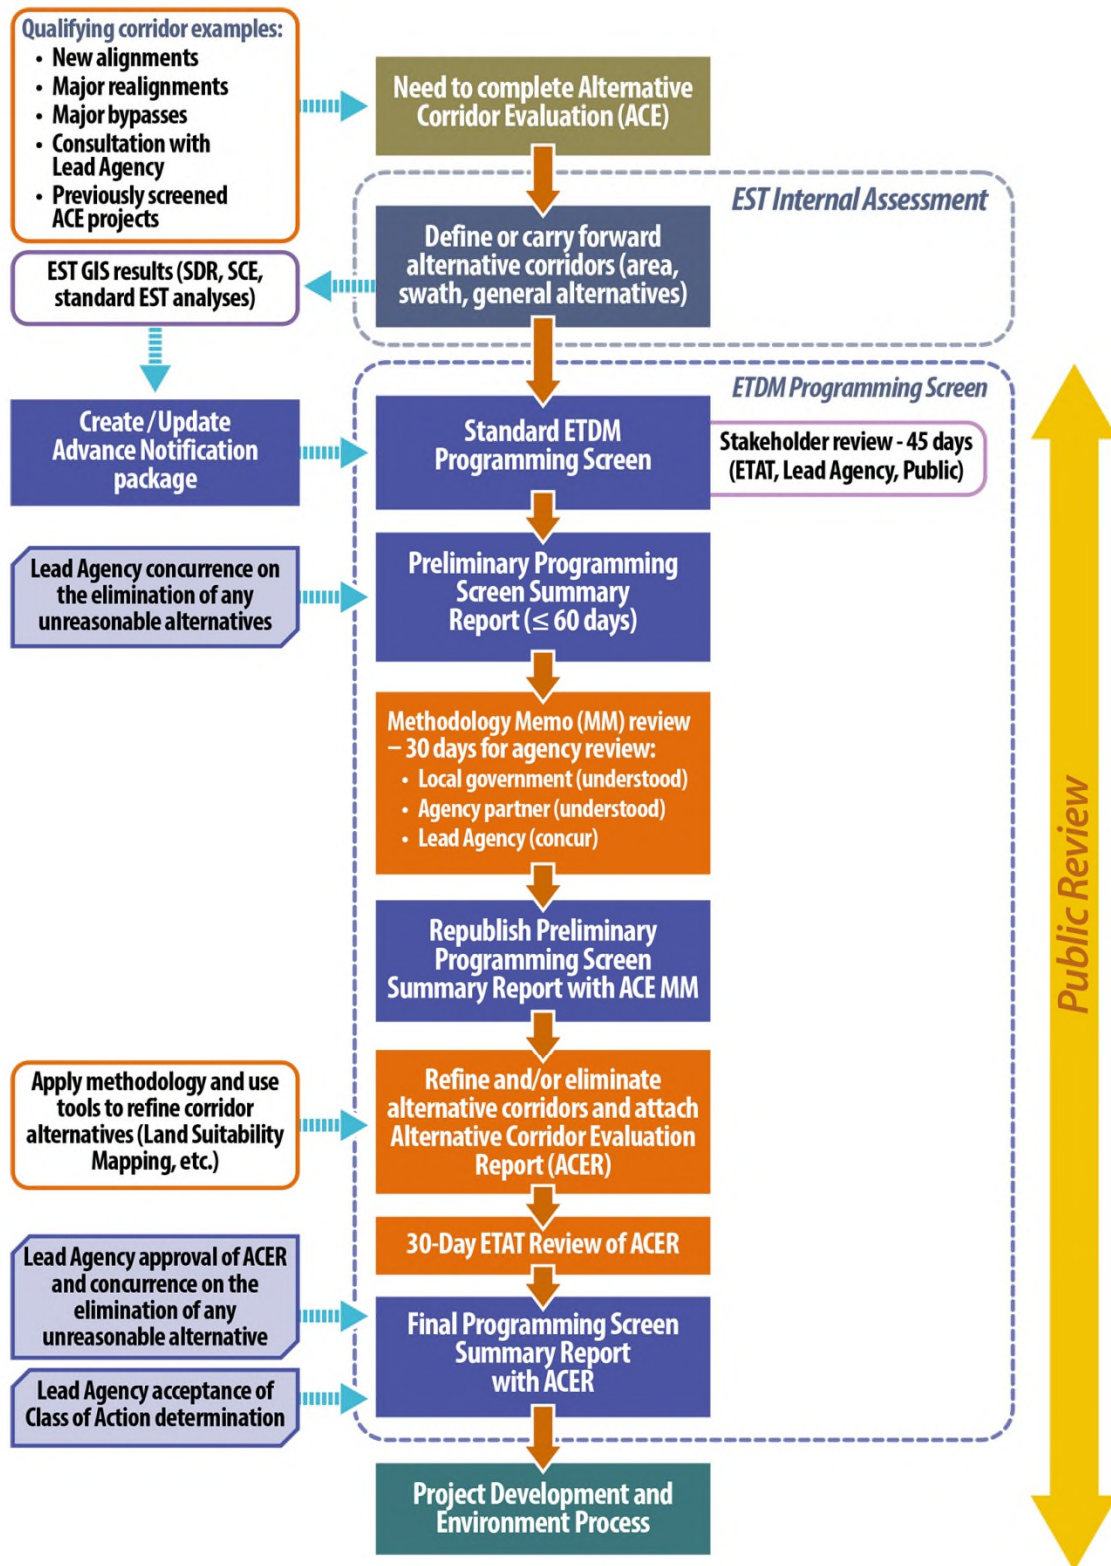 Qualifying corridor examples:
• New alignments
• Major realignments
• Major bypasses
• Consultation with
Lead Agency
• Previously screened
ACE projects
Need to complete Alternative
Corridor Evaluation (ACE)
EST Internal Assessment
Define or carry forward
alternative corridors (area,
swath, general alternatives)
EST GIS results (SDR, SCE,
standard EST analyses)
ETDM Programming Screen
Create / Update
Advance Notification
package
Standard ETDM
Programming Screen
Stakeholder review - 45 days
(ETAT, Lead Agency, Public)
Lead Agency concurrence on
the elimination of any
unreasonable alternatives
Preliminary Programming
Screen Summary
Report (≤ 60 days)
Methodology Memo (MM) review
– 30 days for agency review:
• Local government (understood)
• Agency partner (understood)
• Lead Agency (concur)
Republish Preliminary
Programming Screen
Summary Report with ACE MM
Apply methodology and use
tools to refine corridor
alternatives (Land Suitability
Mapping, etc.)
Refine and/or eliminate
alternative corridors and attach
Alternative Corridor Evaluation
Report (ACER)
30-Day ETAT Review of ACER
Lead Agency approval of ACER
and concurrence on the
elimination of any
unreasonable alternative
Final Programming Screen
Summary Report
with ACER
Lead Agency acceptance of
Class of Action determination
Project Development and
Environment Process
Public Review